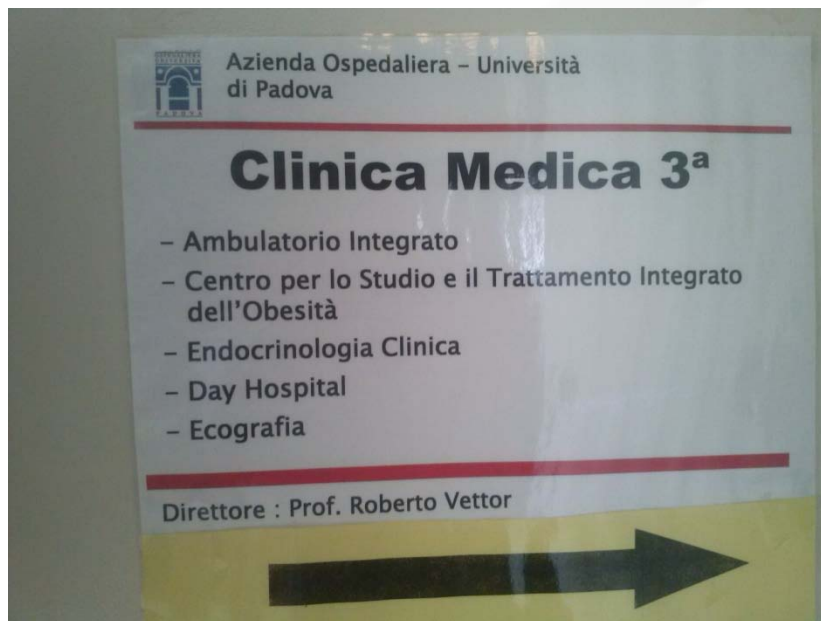 Azienda Ospedaliera – Università
di Padova
Clinica Medica 3ª
– Ambulatorio Integrato
– Centro per lo Studio e il Trattamento Integrato
dell'Obesità
– Endocrinologia Clinica
– Day Hospital
– Ecografia
Direttore : Prof. Roberto Vettor